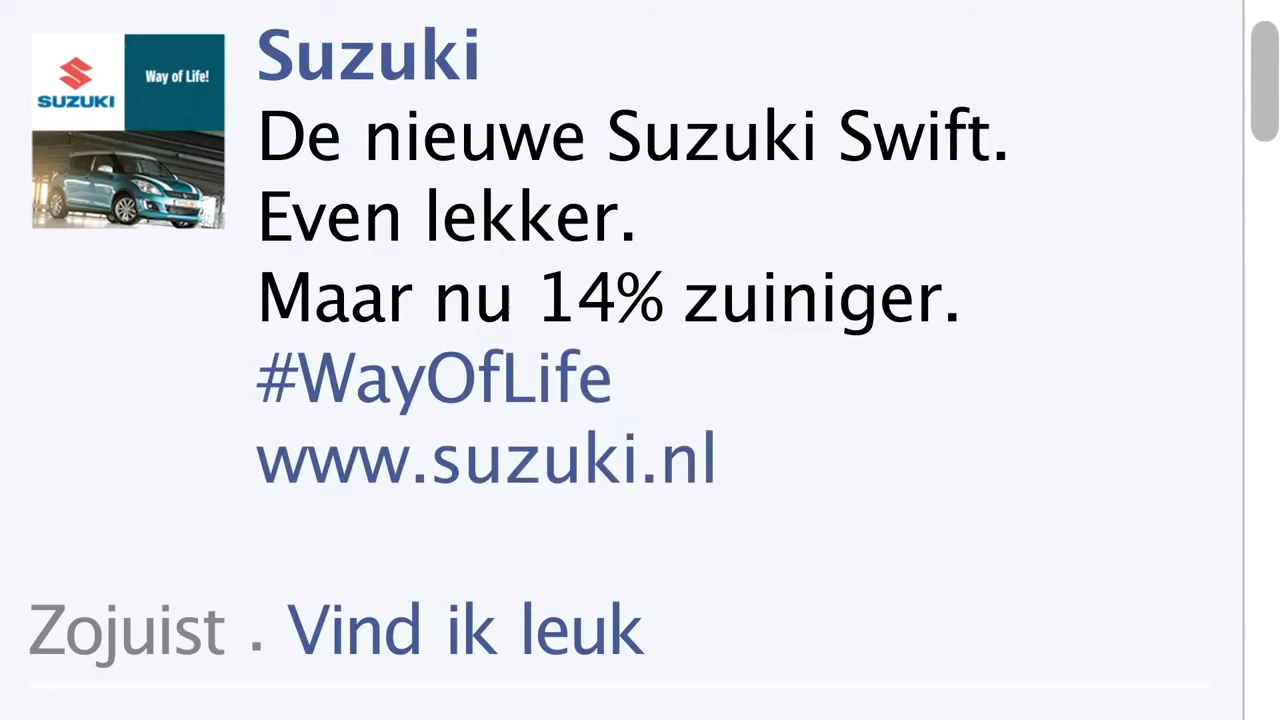 SUZUKI
Way of Life!
Suzuki
De nieuwe Suzuki Swift.
Even lekker.
Maar nu 14% zuiniger.
#WayOfLife
www.suzuki.nl
Zojuist . Vind ik leuk